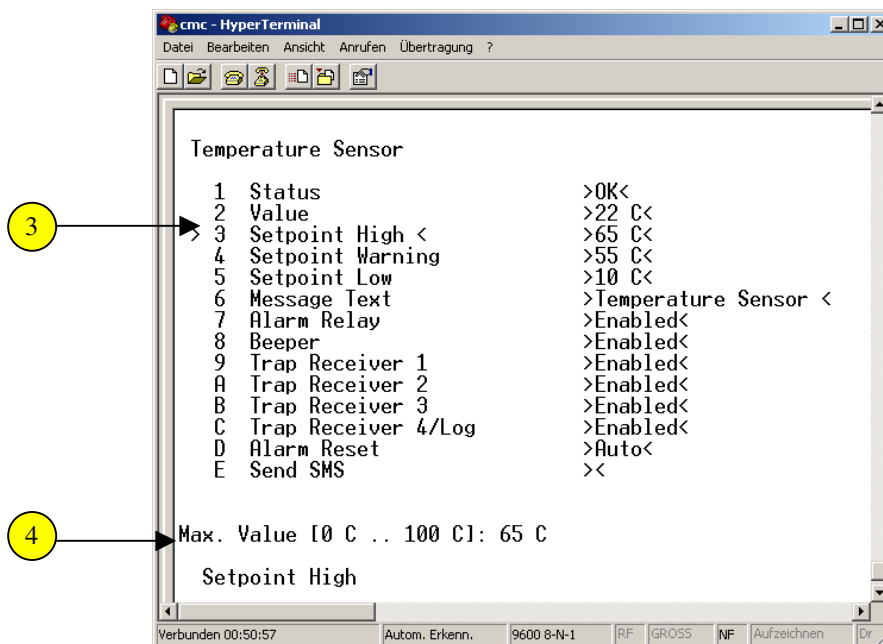 cmc - HyperTerminal
Datei Bearbeiten Ansicht Anrufen Übertragung ?
Temperature Sensor
1 Status >OK<
2 Value >22 C<
3
> 3 Setpoint High < >65 C<
4 Setpoint Warning >55 C<
5 Setpoint Low >10 C<
6 Message Text >Temperature Sensor <
7 Alarm Relay >Enabled<
8 Beeper >Enabled<
9 Trap Receiver 1 >Enabled<
A Trap Receiver 2 >Enabled<
B Trap Receiver 3 >Enabled<
C Trap Receiver 4/Log >Enabled<
D Alarm Reset >Auto<
E Send SMS ><
4
Max. Value [0 C .. 100 C]: 65 C
Setpoint High
Verbunden 00:50:57 Autom. Erkenn. 9600 8-N-1 RF GROSS NF Aufzeichnen Dr